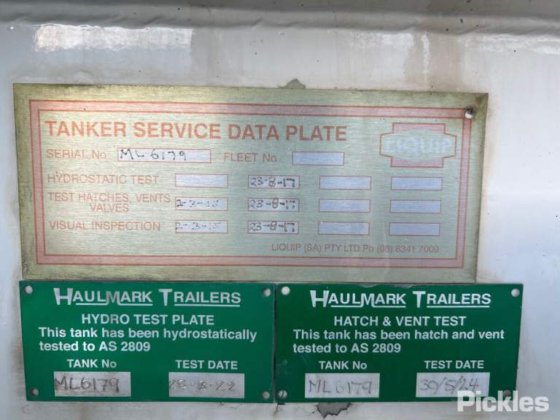 TANKER SERVICE DATA PLATE
LIQUIP
SERIAL No ML6179 FLEET No
HYDROSTATIC TEST 23-8-17
TEST HATCHES, VENTS VALVES 23-8-17
VISUAL INSPECTION 23-8-17
LIQUIP (SA) PTY LTD Ph (08) 8341 7009
HAULMARK TRAILERS
HYDRO TEST PLATE
This tank has been hydrostatically
tested to AS 2809
TANK No TEST DATE
ML6179
HAULMARK TRAILERS
HATCH & VENT TEST
This tank has been hatch and vent
tested to AS 2809
TANK No TEST DATE
ML6179 30/5/24
Pickles